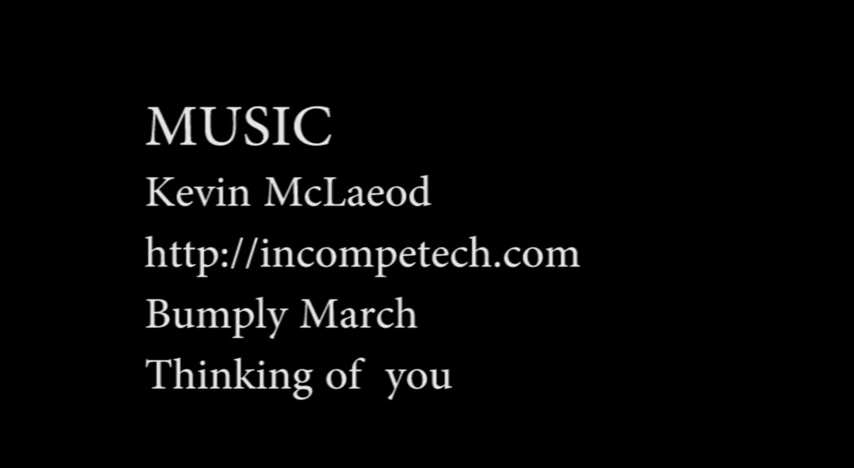 MUSIC
Kevin McLaeod
http://incompetech.com
Bumply March
Thinking of  you